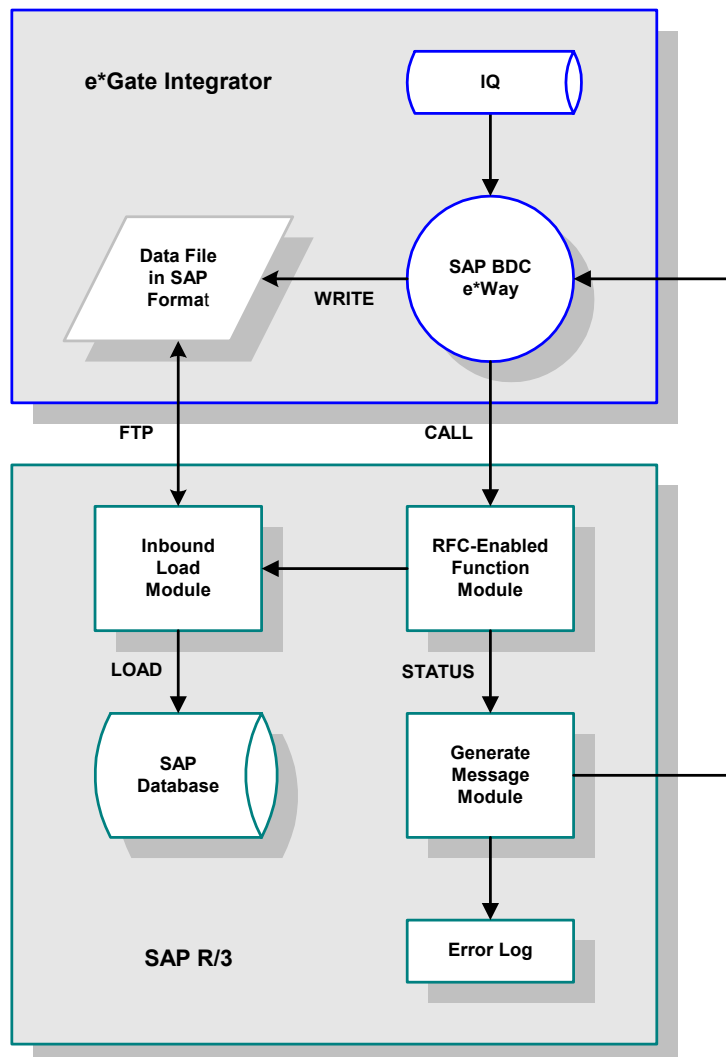 e*Gate Integrator
IQ
Data File
in SAP
Format
WRITE
SAP BDC
e*Way
FTP
CALL
Inbound
Load
Module
RFC-Enabled
Function
Module
LOAD
STATUS
SAP
Database
Generate
Message
Module
Error Log
SAP R/3